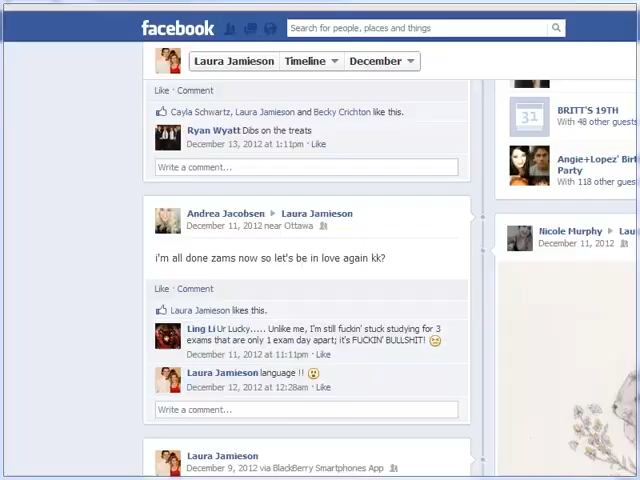 facebook
Search for people, places and things
Laura Jamieson
Timeline
December
Like · Comment
Cayla Schwartz, Laura Jamieson and Becky Crichton like this.
Ryan Wyatt Dibs on the treats
December 13, 2012 at 1:11pm · Like
Write a comment...
Andrea Jacobsen Laura Jamieson
December 11, 2012 near Ottawa
i'm all done zams now so let's be in love again kk?
Like · Comment
Laura Jamieson likes this.
Ling Li Ur Lucky..... Unlike me, I'm still fuckin' stuck studying for 3
exams that are only 1 exam day apart; it's FUCKIN' BULLSHIT!
December 11, 2012 at 11:11pm · Like
Laura Jamieson language !!
December 12, 2012 at 12:28am · Like
Write a comment...
Laura Jamieson
December 9, 2012 via BlackBerry Smartphones App
31
BRITT'S 19TH
With 48 other guests
Angie+Lopez' Birt
Party
With 118 other guest
Nicole Murphy Lau
December 11, 2012